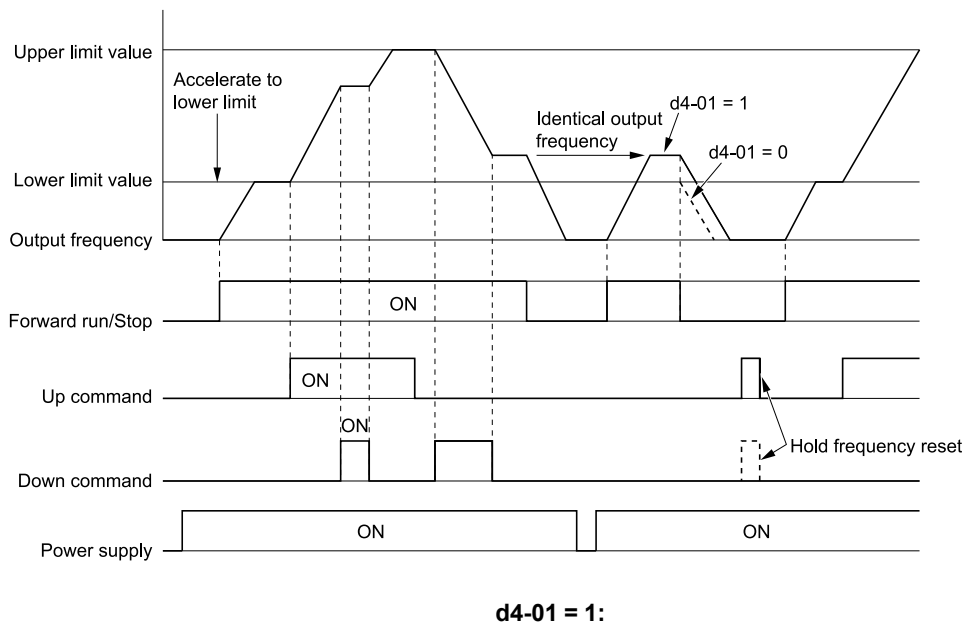 Upper limit value
Accelerate to
lower limit
d4-01 = 1
Identical output
frequency
d4-01 = 0
Lower limit value
Output frequency
ON
Forward run/Stop
ON
Up command
ON
Hold frequency reset
Down command
ON
ON
Power supply
d4-01 = 1: